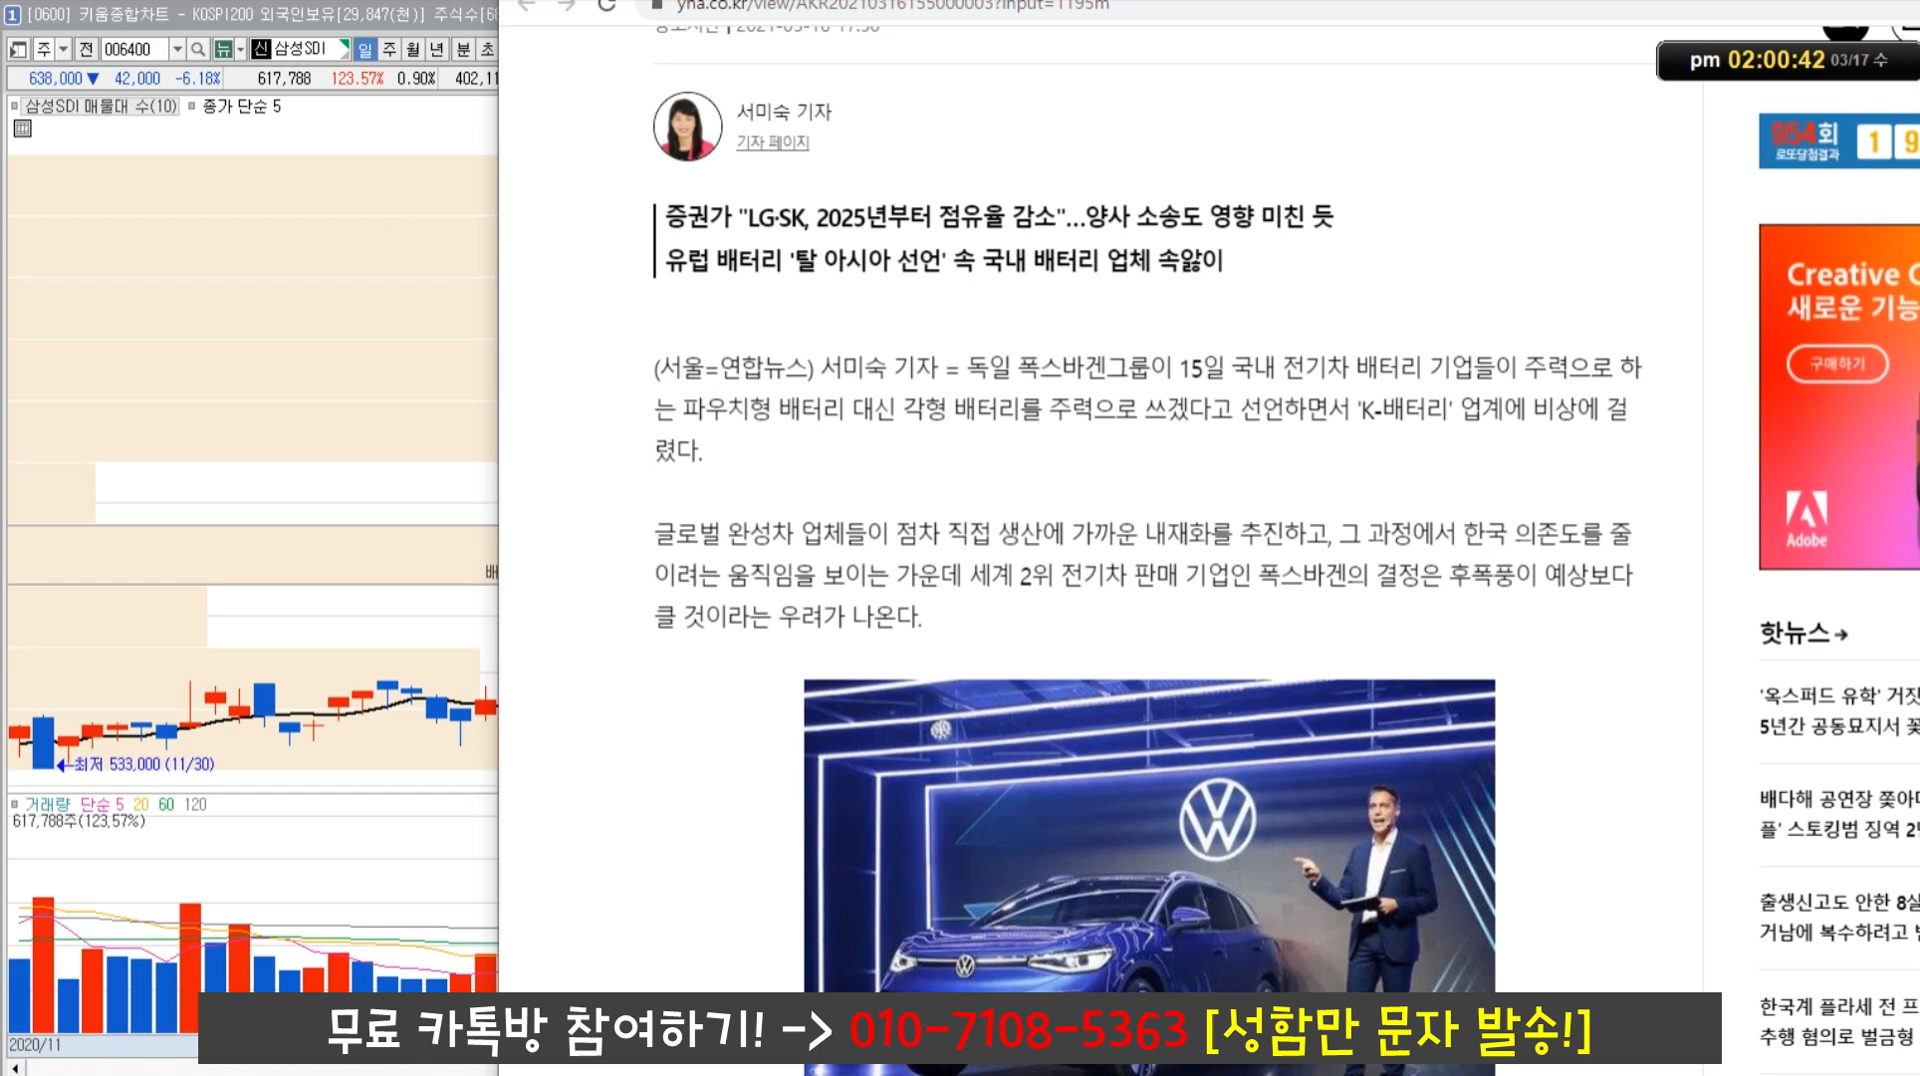 1 [0600] 키움종합차트 - KOSPI200 외국인보유[29,847(천)] 주식수[68
주 전 006400 뉴 신 삼성SDI 일 주 월 년 분 초
638,000 ▼ 42,000 -6.18% 617,788 123.57% 0.90% 402,11
삼성SDI 매물대 수(10) 종가 단순 5
최저 533,000 (11/30)
거래량 단순 5 20 60 120
617,788주(123.57%)
2020/11
yna.co.kr/view/AKR20210316155000003?input=1195m
pm 02:00:42 03/17 수
서미숙 기자
기자 페이지
증권가 "LG·SK, 2025년부터 점유율 감소"…양사 소송도 영향 미친 듯
유럽 배터리 '탈 아시아 선언' 속 국내 배터리 업체 속앓이
(서울=연합뉴스) 서미숙 기자 = 독일 폭스바겐그룹이 15일 국내 전기차 배터리 기업들이 주력으로 하
는 파우치형 배터리 대신 각형 배터리를 주력으로 쓰겠다고 선언하면서 'K-배터리' 업계에 비상에 걸
렸다.
글로벌 완성차 업체들이 점차 직접 생산에 가까운 내재화를 추진하고, 그 과정에서 한국 의존도를 줄
이려는 움직임을 보이는 가운데 세계 2위 전기차 판매 기업인 폭스바겐의 결정은 후폭풍이 예상보다
클 것이라는 우려가 나온다.
954회
로또당첨결과
1 9
Creative C
새로운 기능
구매하기
Adobe
핫뉴스
'옥스퍼드 유학' 거짓
5년간 공동묘지서 꽃
배다해 공연장 쫓아다
플' 스토킹범 징역 2년
출생신고도 안한 8살
거남에 복수하려고
한국계 플라세 전 프
추행 혐의로 벌금형
무료 카톡방 참여하기! -> 010-7108-5363 [성함만 문자 발송!]